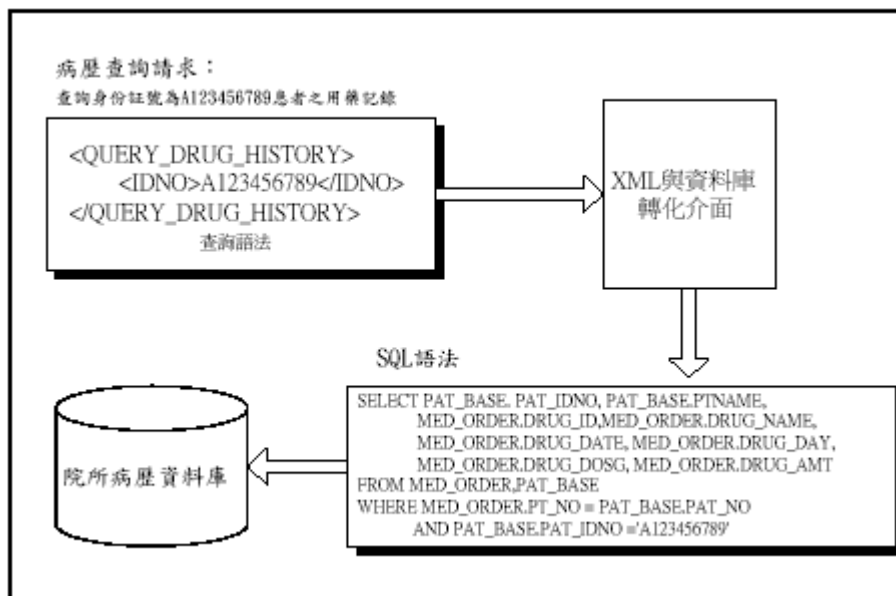 病歷查詢請求：
查詢身份証號為A123456789患者之用藥記錄
<QUERY_DRUG_HISTORY>
<IDNO>A123456789</IDNO>
</QUERY_DRUG_HISTORY>
查詢語法
XML與資料庫
轉化介面
SQL語法
SELECT PAT_BASE. PAT_IDNO, PAT_BASE.PTNAME,
MED_ORDER.DRUG_ID,MED_ORDER.DRUG_NAME,
MED_ORDER.DRUG_DATE, MED_ORDER.DRUG_DAY,
MED_ORDER.DRUG_DOSG, MED_ORDER.DRUG_AMT
FROM MED_ORDER,PAT_BASE
WHERE MED_ORDER.PT_NO = PAT_BASE.PAT_NO
AND PAT_BASE.PAT_IDNO ='A123456789'
院所病歷資料庫